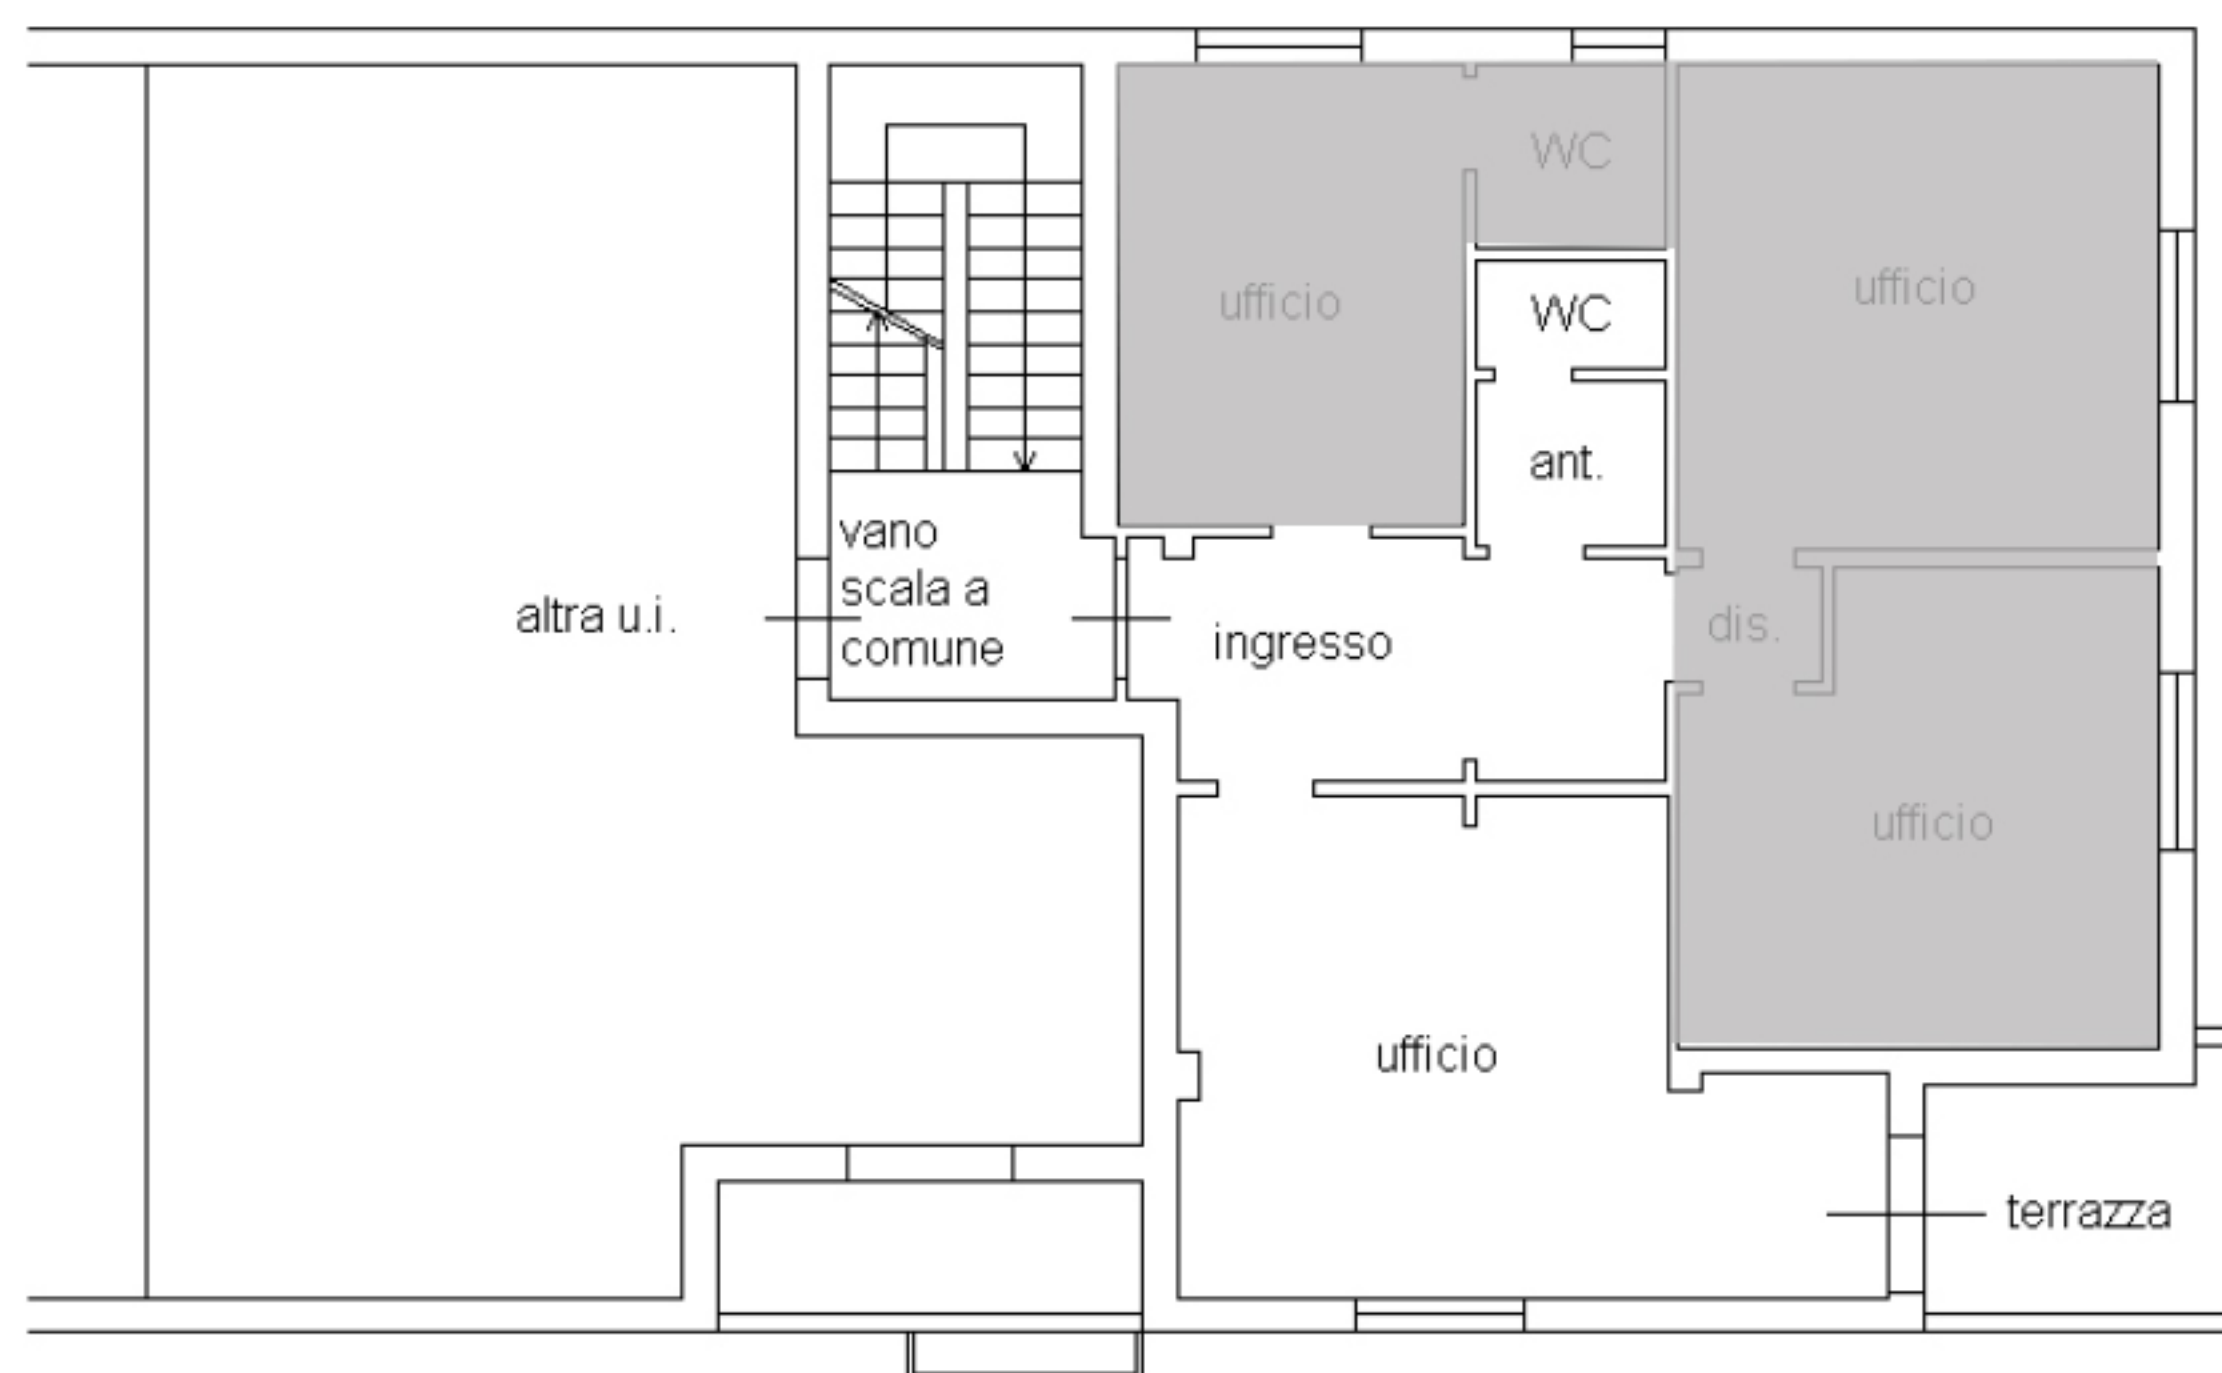 WC
ufficio
ufficio
WC
ant.
vano
scala a
comune
altra u.i.
ingresso
dis.
ufficio
ufficio
terrazza